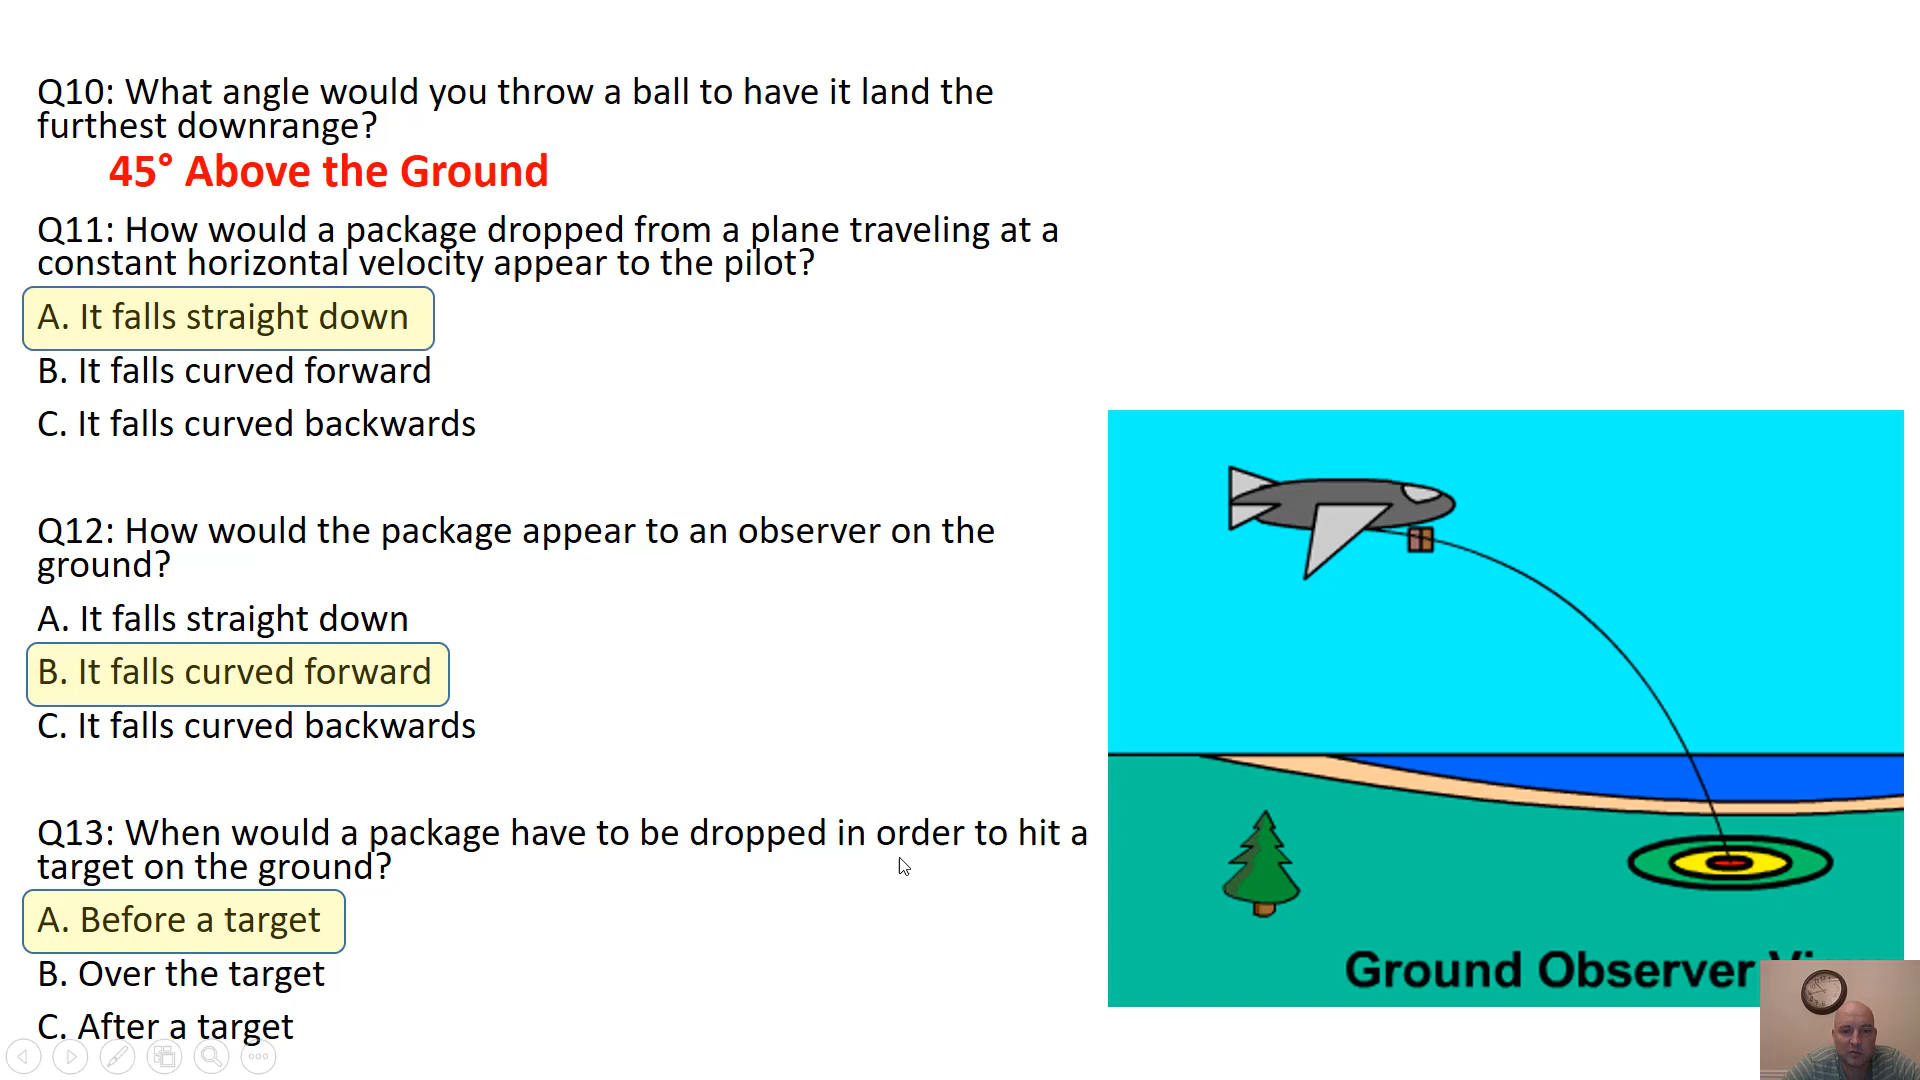 Q10: What angle would you throw a ball to have it land the
furthest downrange?
45° Above the Ground
Q11: How would a package dropped from a plane traveling at a
constant horizontal velocity appear to the pilot?
A. It falls straight down
B. It falls curved forward
C. It falls curved backwards
Q12: How would the package appear to an observer on the
ground?
A. It falls straight down
B. It falls curved forward
C. It falls curved backwards
Q13: When would a package have to be dropped in order to hit a
target on the ground?
A. Before a target
B. Over the target
C. After a target
Ground Observer